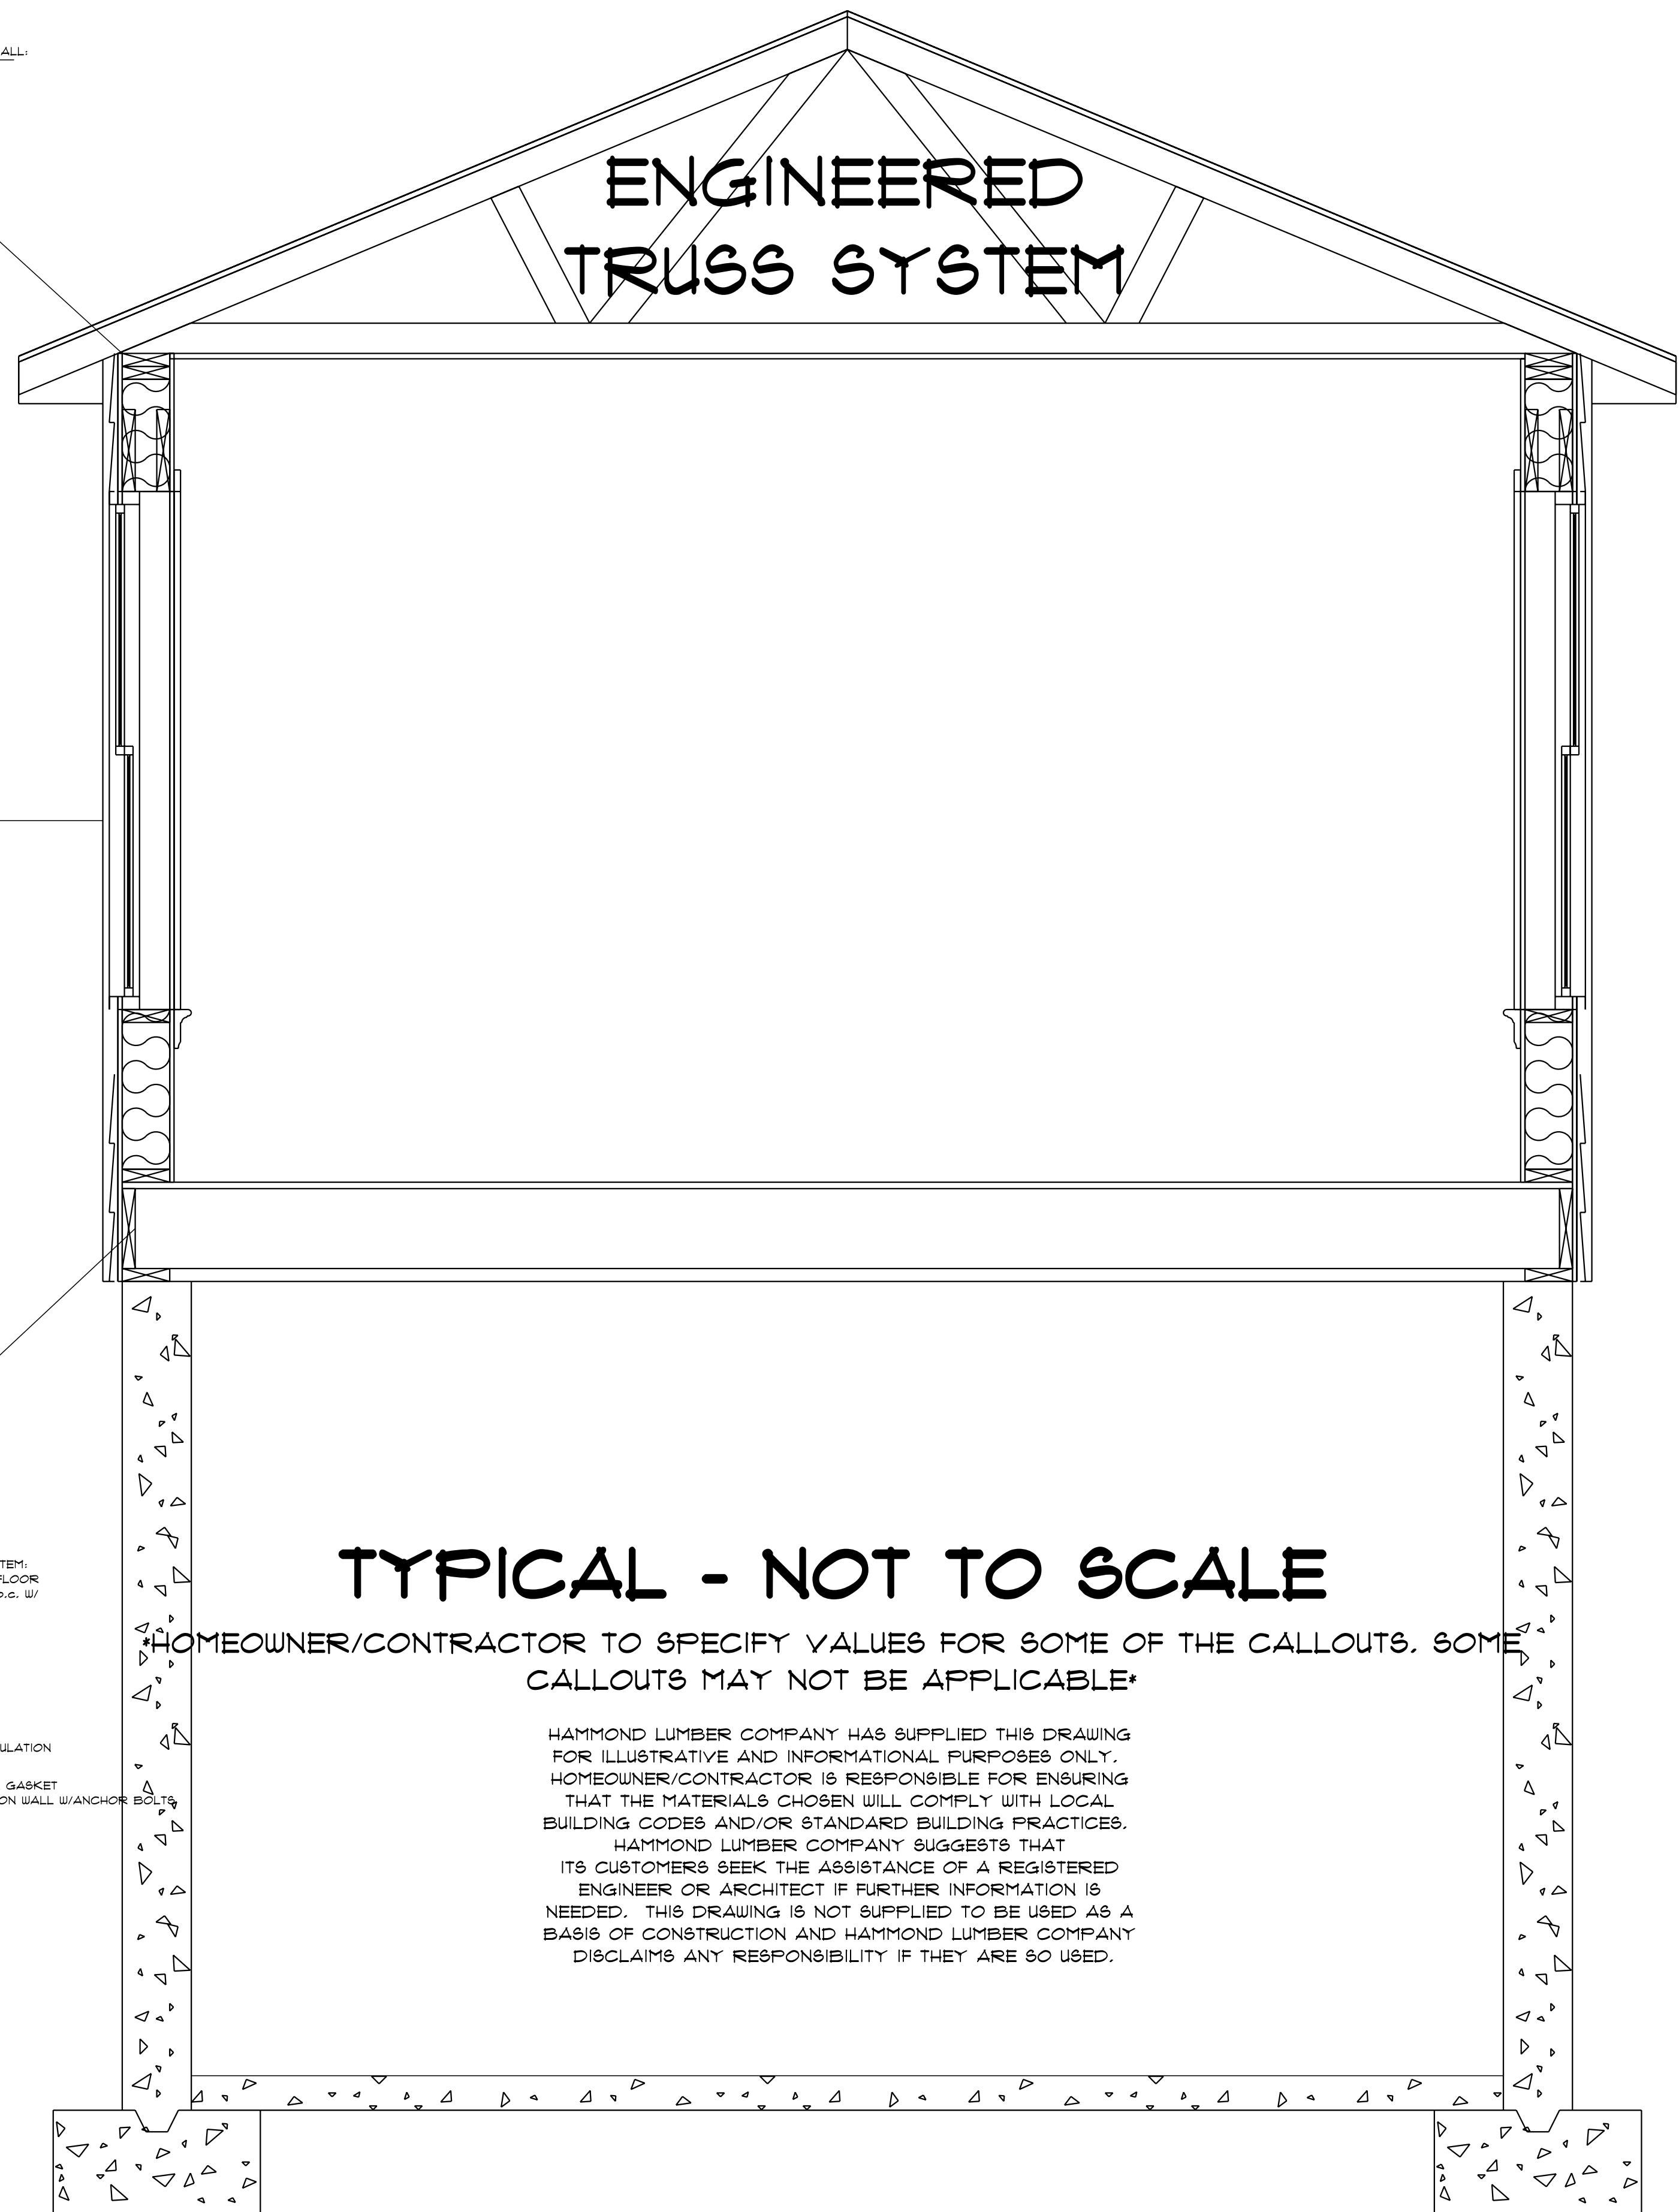 ALL:
ENGINEERED
TRUSS SYSTEM
TEM:
FLOOR
o.c. W/
TYPICAL - NOT TO SCALE
*HOMEOWNER/CONTRACTOR TO SPECIFY VALUES FOR SOME OF THE CALLOUTS. SOME
CALLOUTS MAY NOT BE APPLICABLE*
HAMMOND LUMBER COMPANY HAS SUPPLIED THIS DRAWING
FOR ILLUSTRATIVE AND INFORMATIONAL PURPOSES ONLY.
HOMEOWNER/CONTRACTOR IS RESPONSIBLE FOR ENSURING
THAT THE MATERIALS CHOSEN WILL COMPLY WITH LOCAL
BUILDING CODES AND/OR STANDARD BUILDING PRACTICES.
HAMMOND LUMBER COMPANY SUGGESTS THAT
ITS CUSTOMERS SEEK THE ASSISTANCE OF A REGISTERED
ENGINEER OR ARCHITECT IF FURTHER INFORMATION IS
NEEDED. THIS DRAWING IS NOT SUPPLIED TO BE USED AS A
BASIS OF CONSTRUCTION AND HAMMOND LUMBER COMPANY
DISCLAIMS ANY RESPONSIBILITY IF THEY ARE SO USED.
ULATION
GASKET
ON WALL W/ANCHOR BOLTS